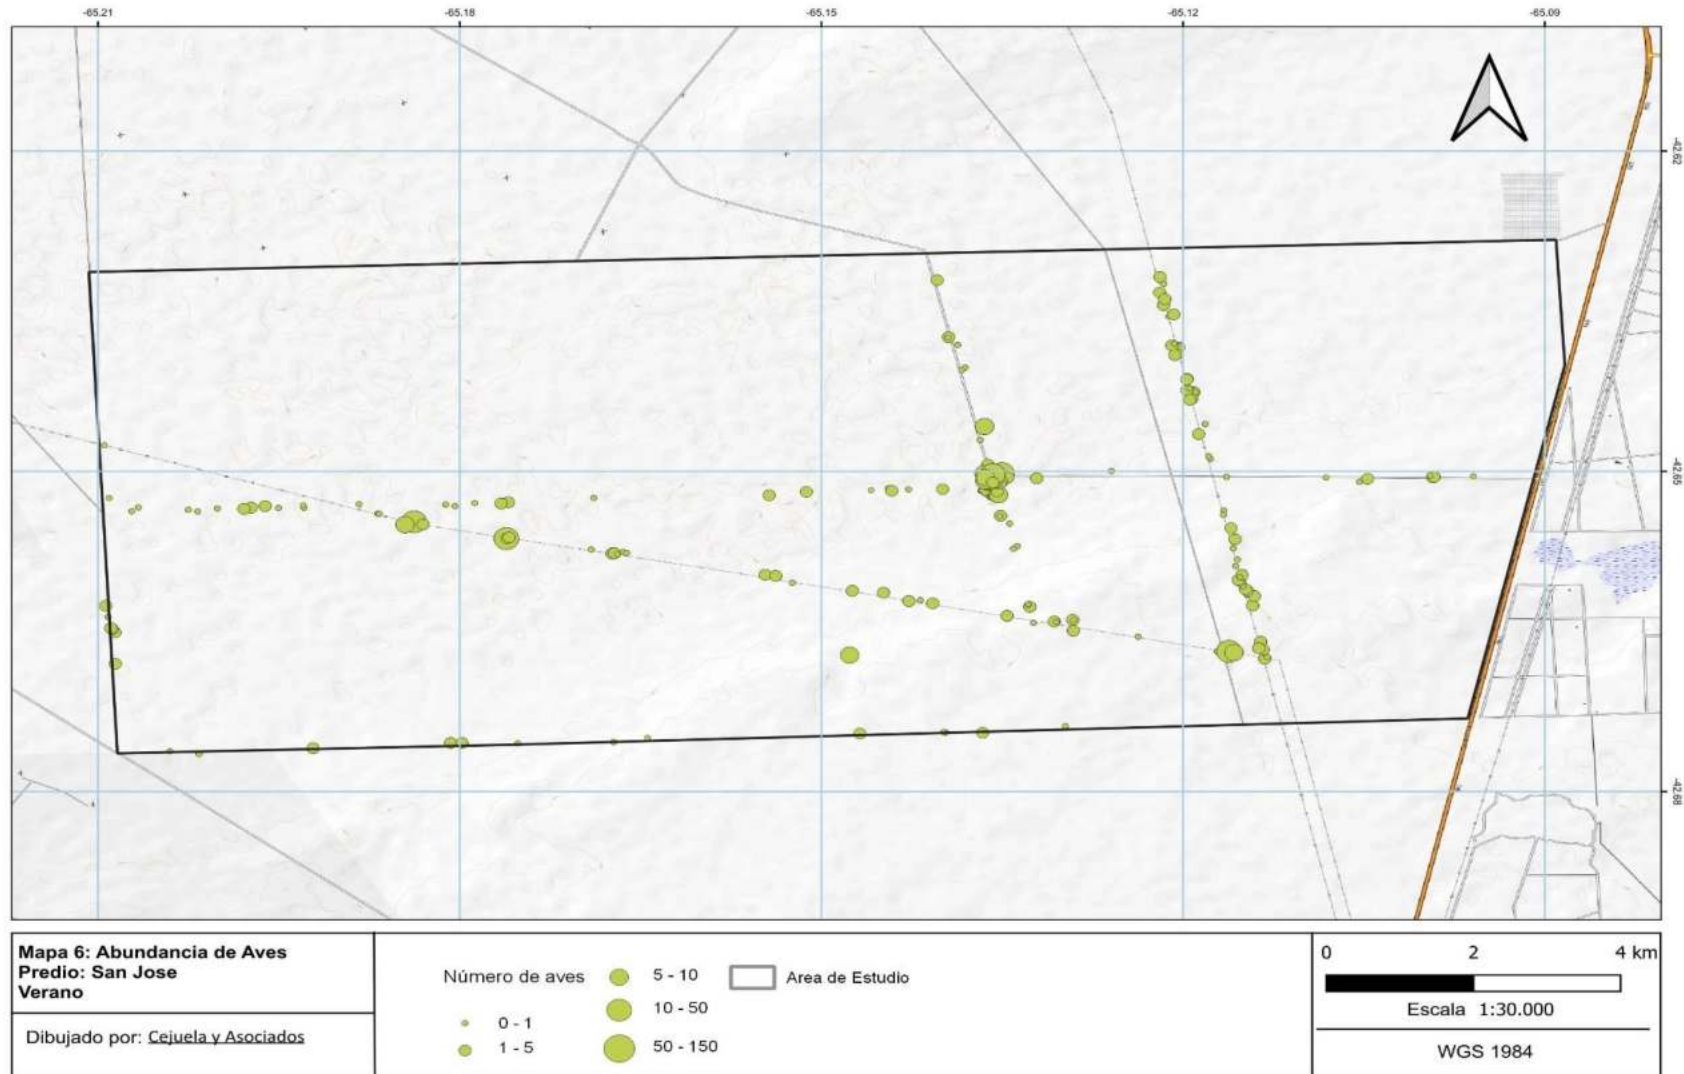 -65.21 -65.18 -65.15 -65.12 -65.09
-42.62
-42.65
-42.68
Mapa 6: Abundancia de Aves
Predio: San Jose
Verano
Dibujado por: Cejuela y Asociados
Número de aves
0 - 1
1 - 5
5 - 10
10 - 50
50 - 150
Area de Estudio
0 2 4 km
Escala 1:30.000
WGS 1984